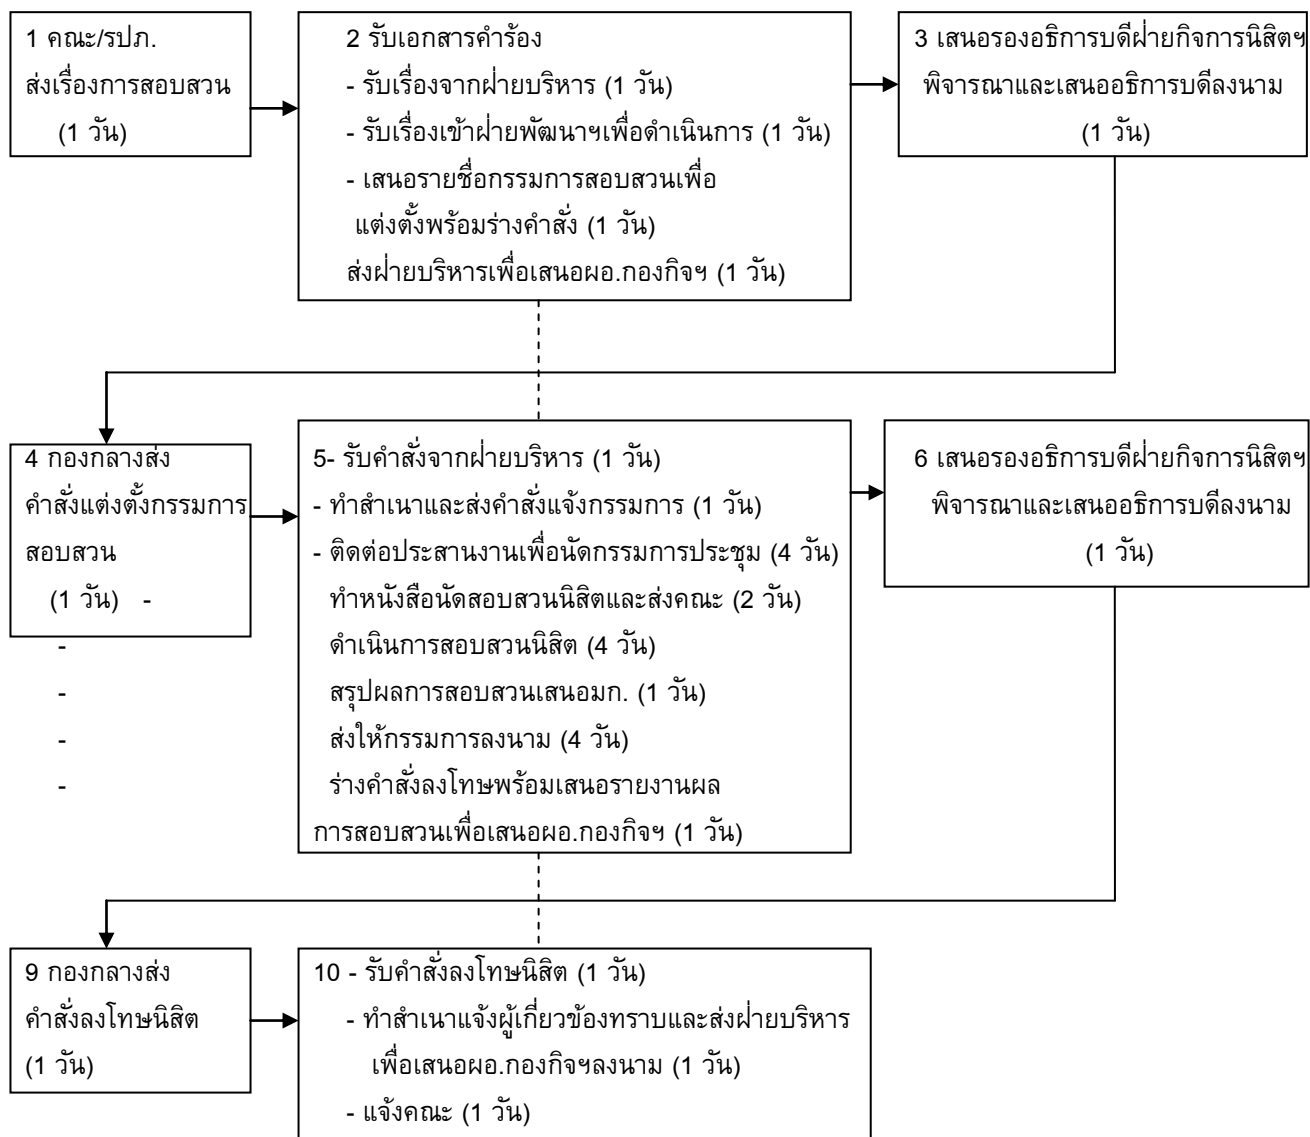 1 คณะ/รปภ.
ส่งเรื่องการสอบสวน
(1 วัน)
2 รับเอกสารคำร้อง
- รับเรื่องจากฝ่ายบริหาร (1 วัน)
- รับเรื่องเข้าฝ่ายพัฒนาฯเพื่อดำเนินการ (1 วัน)
- เสนอรายชื่อกรรมการสอบสวนเพื่อ
แต่งตั้งพร้อมร่างคำสั่ง (1 วัน)
ส่งฝ่ายบริหารเพื่อเสนอผอ.กองกิจฯ (1 วัน)
3 เสนอรองอธิการบดีฝ่ายกิจการนิสิตฯ
พิจารณาและเสนออธิการบดีลงนาม
(1 วัน)
4 กองกลางส่ง
คำสั่งแต่งตั้งกรรมการ
สอบสวน
(1 วัน) -
-
-
-
-
5- รับคำสั่งจากฝ่ายบริหาร (1 วัน)
- ทำสำเนาและส่งคำสั่งแจ้งกรรมการ (1 วัน)
- ติดต่อประสานงานเพื่อนัดกรรมการประชุม (4 วัน)
ทำหนังสือนัดสอบสวนนิสิตและส่งคณะ (2 วัน)
ดำเนินการสอบสวนนิสิต (4 วัน)
สรุปผลการสอบสวนเสนอมก. (1 วัน)
ส่งให้กรรมการลงนาม (4 วัน)
ร่างคำสั่งลงโทษพร้อมเสนอรายงานผล
การสอบสวนเพื่อเสนอผอ.กองกิจฯ (1 วัน)
6 เสนอรองอธิการบดีฝ่ายกิจการนิสิตฯ
พิจารณาและเสนออธิการบดีลงนาม
(1 วัน)
9 กองกลางส่ง
คำสั่งลงโทษนิสิต
(1 วัน)
10 - รับคำสั่งลงโทษนิสิต (1 วัน)
- ทำสำเนาแจ้งผู้เกี่ยวข้องทราบและส่งฝ่ายบริหาร
เพื่อเสนอผอ.กองกิจฯลงนาม (1 วัน)
- แจ้งคณะ (1 วัน)